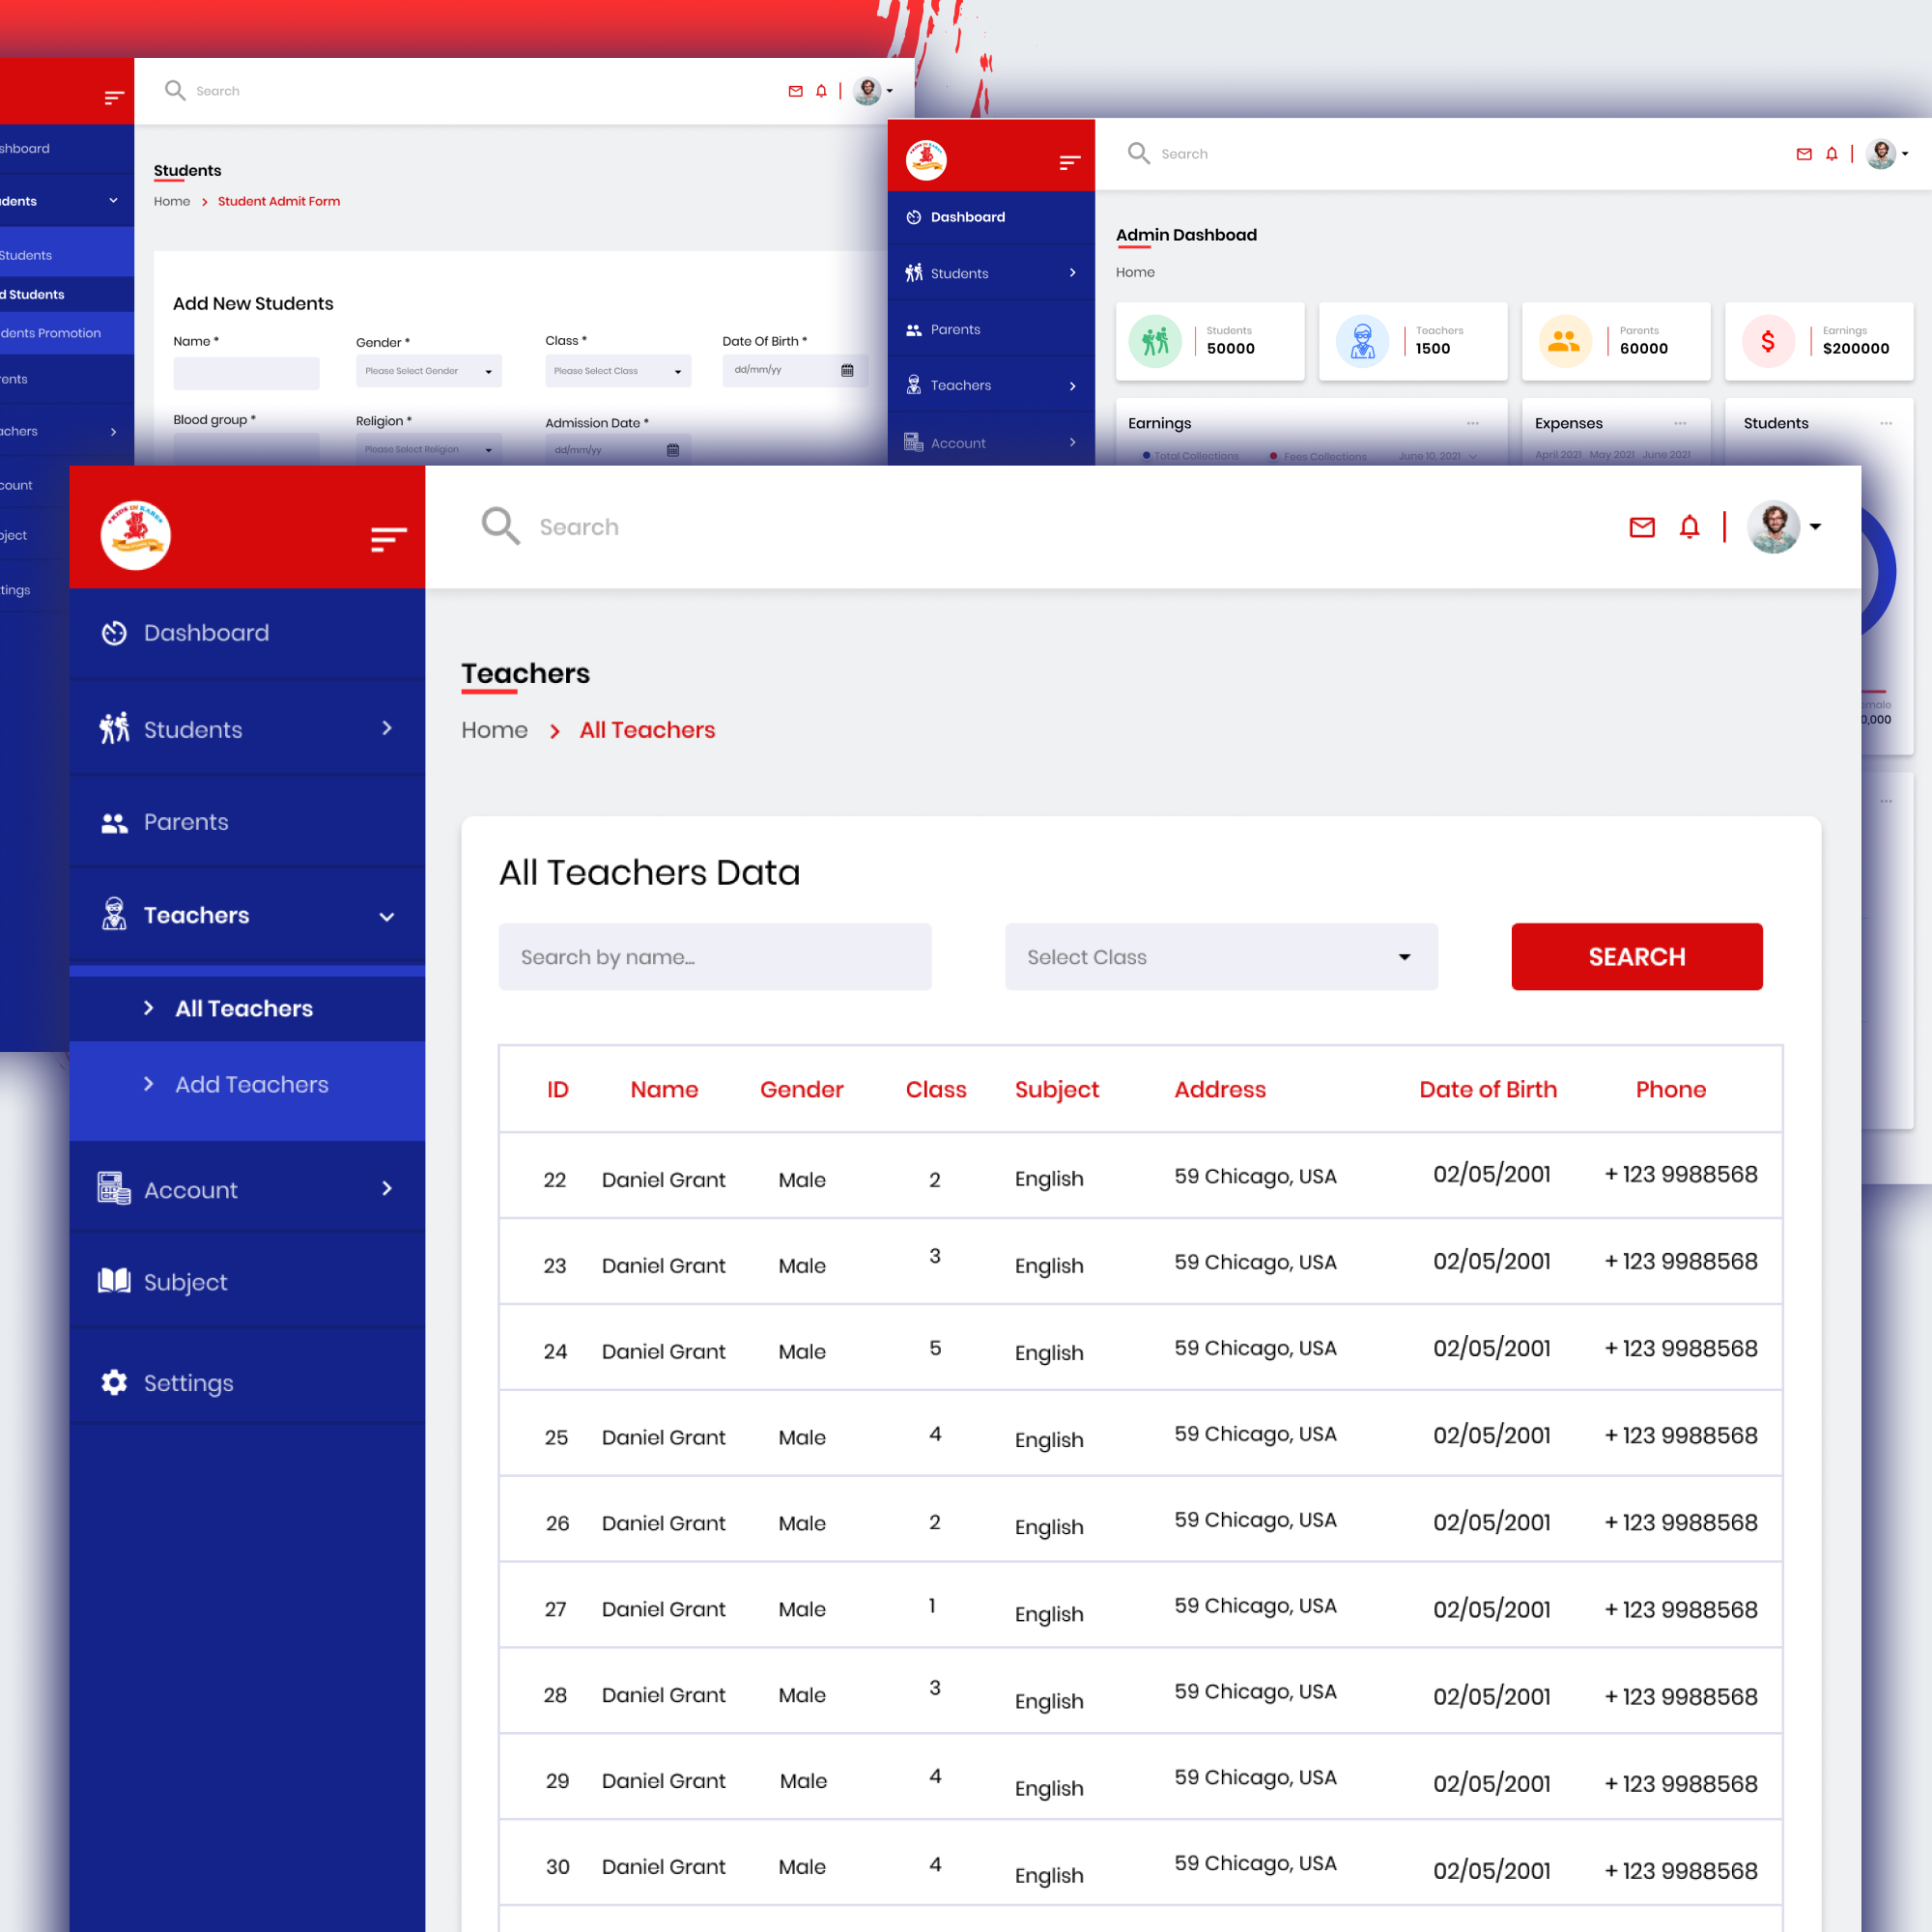 Search
shboard
Students
Home > Student Admit Form
dents
Students
d Students
dents Promotion
rents
achers
count
oject
tings
Add New Students
Name *
Gender *
Class *
Date Of Birth *
Please Select Gender
Please Select Class
dd/mm/yy
Blood group *
Religion *
Admission Date *
Please Select Religion
dd/mm/yy
Search
Dashboard
Students
Parents
Teachers
Account
Admin Dashboad
Home
Students
50000
Teachers
1500
Parents
60000
Earnings
$200000
Earnings
Total Collections
Fees Collections
June 10, 2021
Expenses
April 2021 May 2021 June 2021
Students
male
0,000
KIDS IN KARE
Search
Dashboard
Students
Parents
Teachers
All Teachers
Add Teachers
Account
Subject
Settings
Teachers
Home > All Teachers
All Teachers Data
Search by name...
Select Class
SEARCH
ID Name Gender Class Subject Address Date of Birth Phone
22 Daniel Grant Male 2 English 59 Chicago, USA 02/05/2001 + 123 9988568
23 Daniel Grant Male 3 English 59 Chicago, USA 02/05/2001 + 123 9988568
24 Daniel Grant Male 5 English 59 Chicago, USA 02/05/2001 + 123 9988568
25 Daniel Grant Male 4 English 59 Chicago, USA 02/05/2001 + 123 9988568
26 Daniel Grant Male 2 English 59 Chicago, USA 02/05/2001 + 123 9988568
27 Daniel Grant Male 1 English 59 Chicago, USA 02/05/2001 + 123 9988568
28 Daniel Grant Male 3 English 59 Chicago, USA 02/05/2001 + 123 9988568
29 Daniel Grant Male 4 English 59 Chicago, USA 02/05/2001 + 123 9988568
30 Daniel Grant Male 4 English 59 Chicago, USA 02/05/2001 + 123 9988568